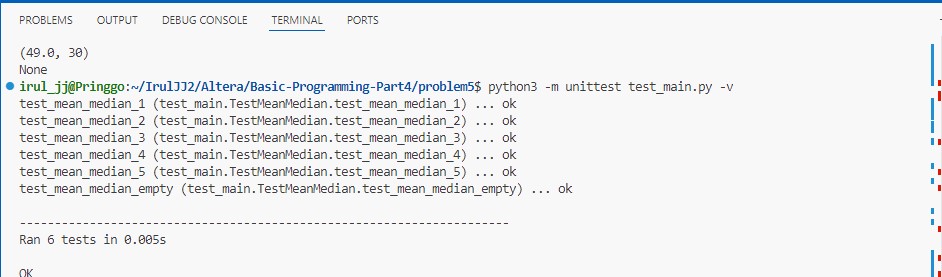 PROBLEMS OUTPUT DEBUG CONSOLE TERMINAL PORTS
(49.0, 30)
None
irul_jj@Pringgo:~/IrulJJ2/Altera/Basic-Programming-Part4/problem5$ python3 -m unittest test_main.py -v
test_mean_median_1 (test_main.TestMeanMedian.test_mean_median_1) ... ok
test_mean_median_2 (test_main.TestMeanMedian.test_mean_median_2) ... ok
test_mean_median_3 (test_main.TestMeanMedian.test_mean_median_3) ... ok
test_mean_median_4 (test_main.TestMeanMedian.test_mean_median_4) ... ok
test_mean_median_5 (test_main.TestMeanMedian.test_mean_median_5) ... ok
test_mean_median_empty (test_main.TestMeanMedian.test_mean_median_empty) ... ok
----------------------------------------------------------------------
Ran 6 tests in 0.005s
OK